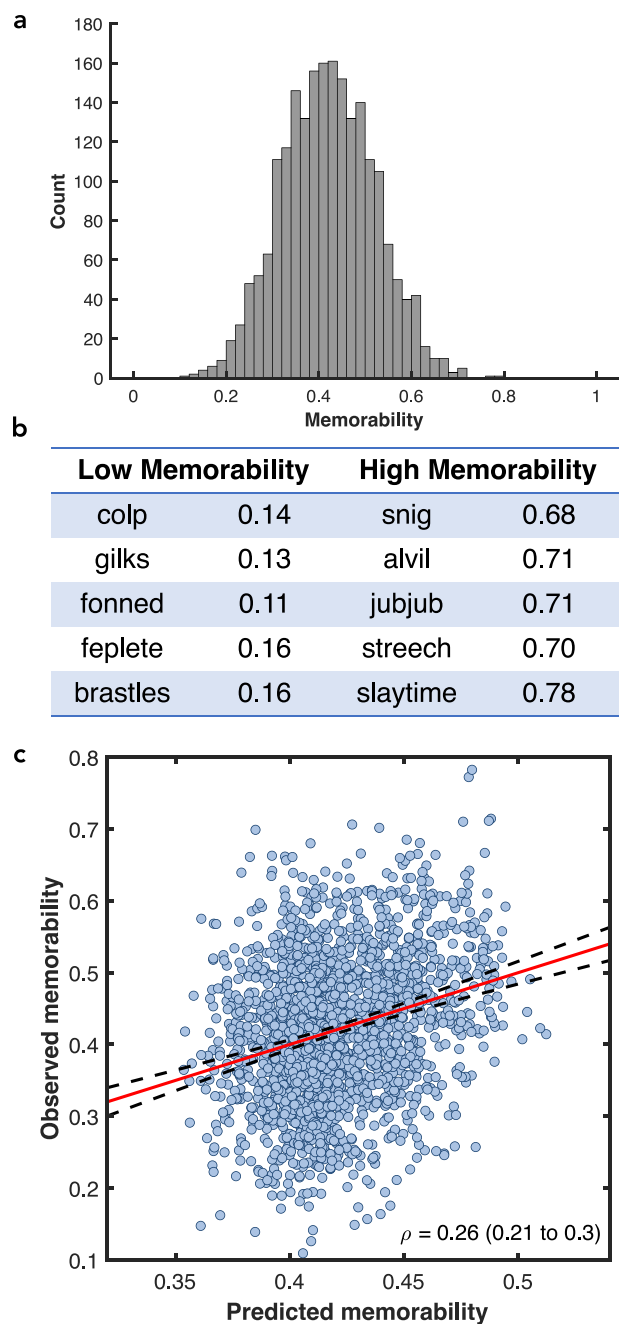 a
180
160
140
120
100
80
60
40
20
0
Count
0 0.2 0.4 0.6 0.8 1
Memorability
b
Low Memorability High Memorability
colp 0.14 snig 0.68
gilks 0.13 alvil 0.71
fonned 0.11 jubjub 0.71
feplete 0.16 streech 0.70
brastles 0.16 slaytime 0.78
c
0.8
0.7
0.6
0.5
0.4
0.3
0.2
0.1
Observed memorability
ρ = 0.26 (0.21 to 0.3)
0.35 0.4 0.45 0.5
Predicted memorability